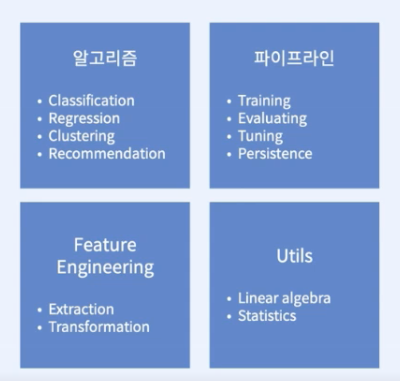 알고리즘
• Classification
• Regression
• Clustering
• Recommendation
파이프라인
• Training
• Evaluating
• Tuning
• Persistence
Feature
Engineering
• Extraction
• Transformation
Utils
• Linear algebra
• Statistics